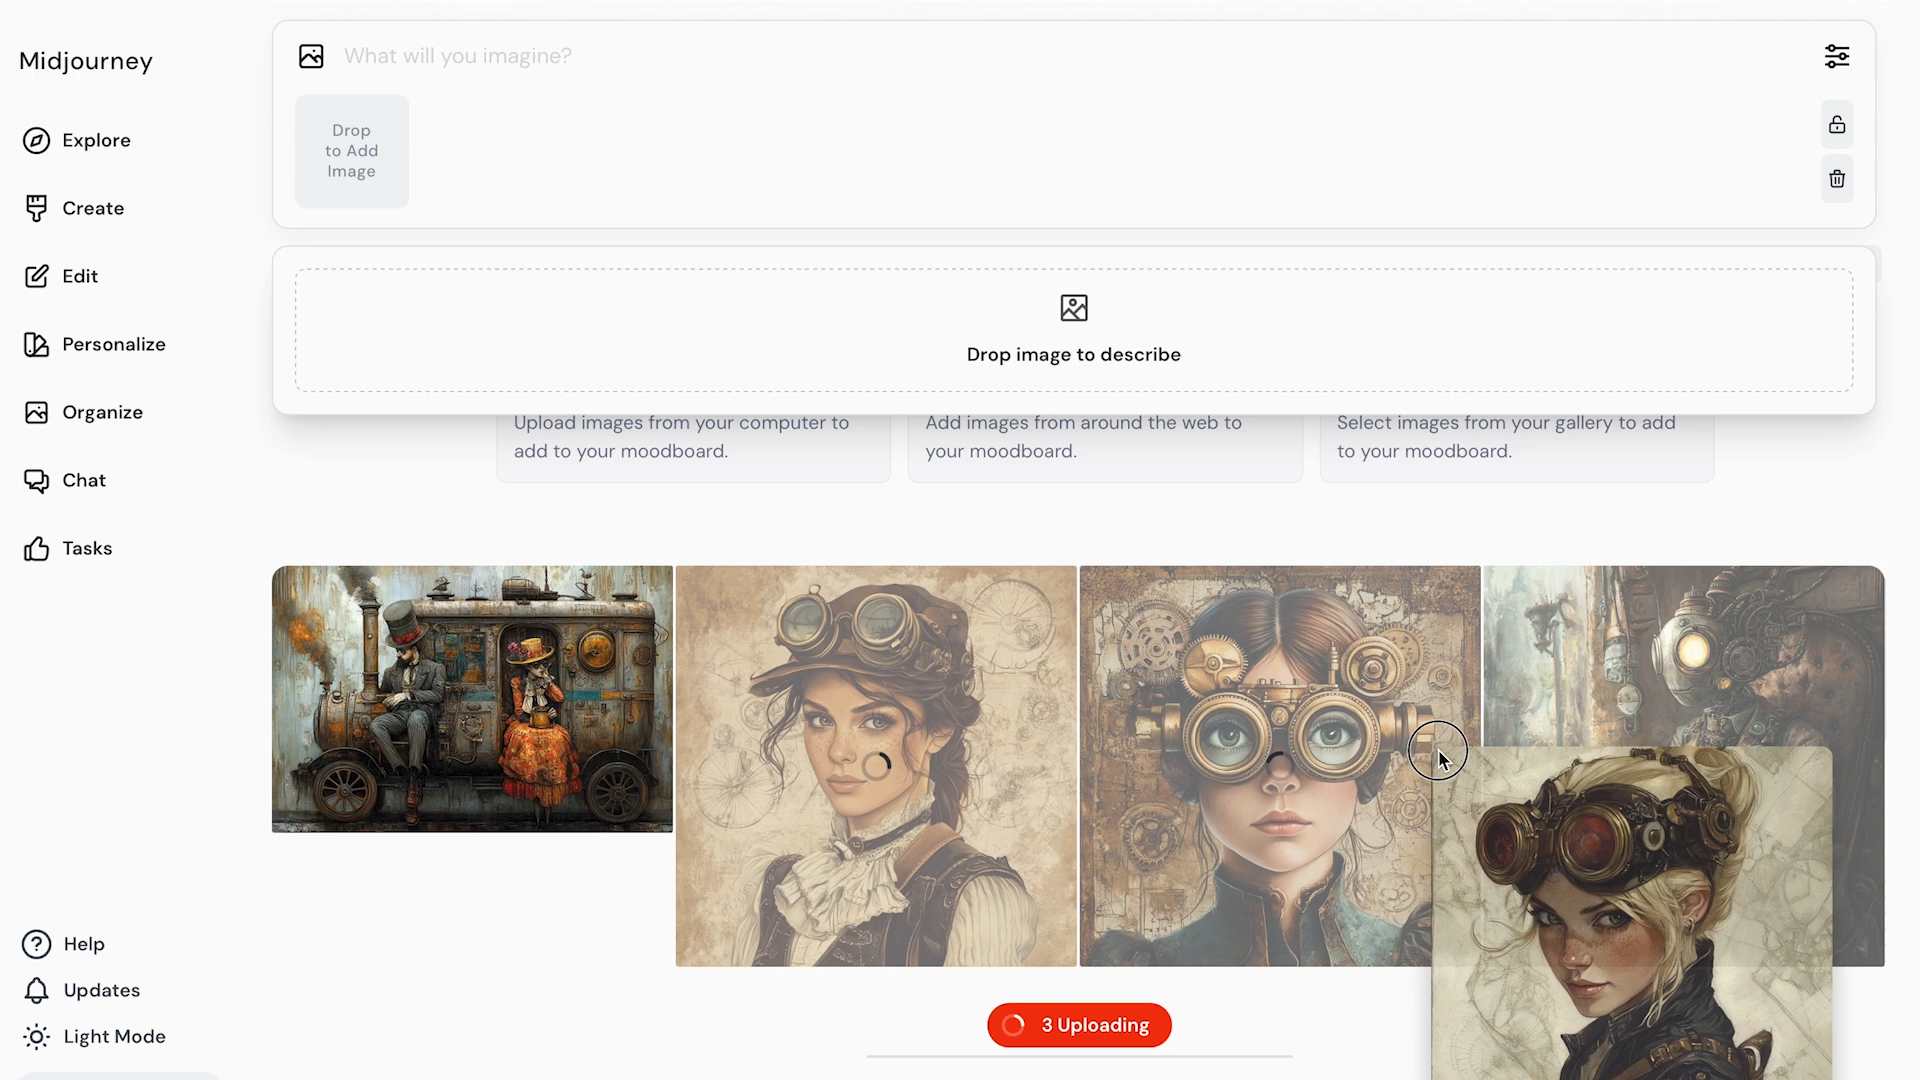 Midjourney
Explore
Create
Edit
Personalize
Organize
Chat
Tasks
Help
Updates
Light Mode
What will you imagine?
Drop
to Add
Image
Drop image to describe
Upload images from your computer to
add to your moodboard.
Add images from around the web to
your moodboard.
Select images from your gallery to add
to your moodboard.
3 Uploading